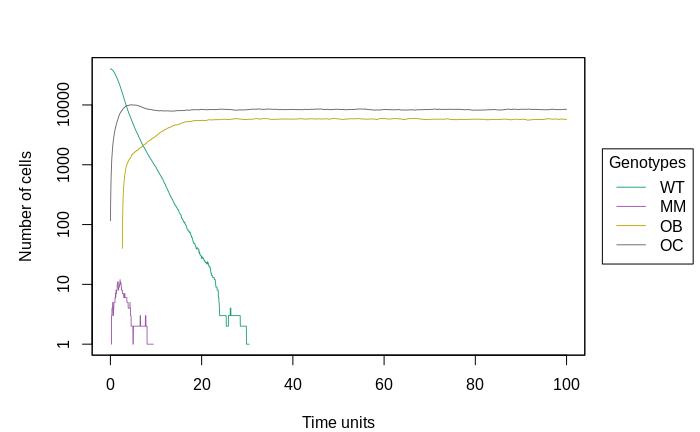 Number of cells
10000
1000
100
10
1
0 20 40 60 80 100
Time units
Genotypes
WT
MM
OB
OC